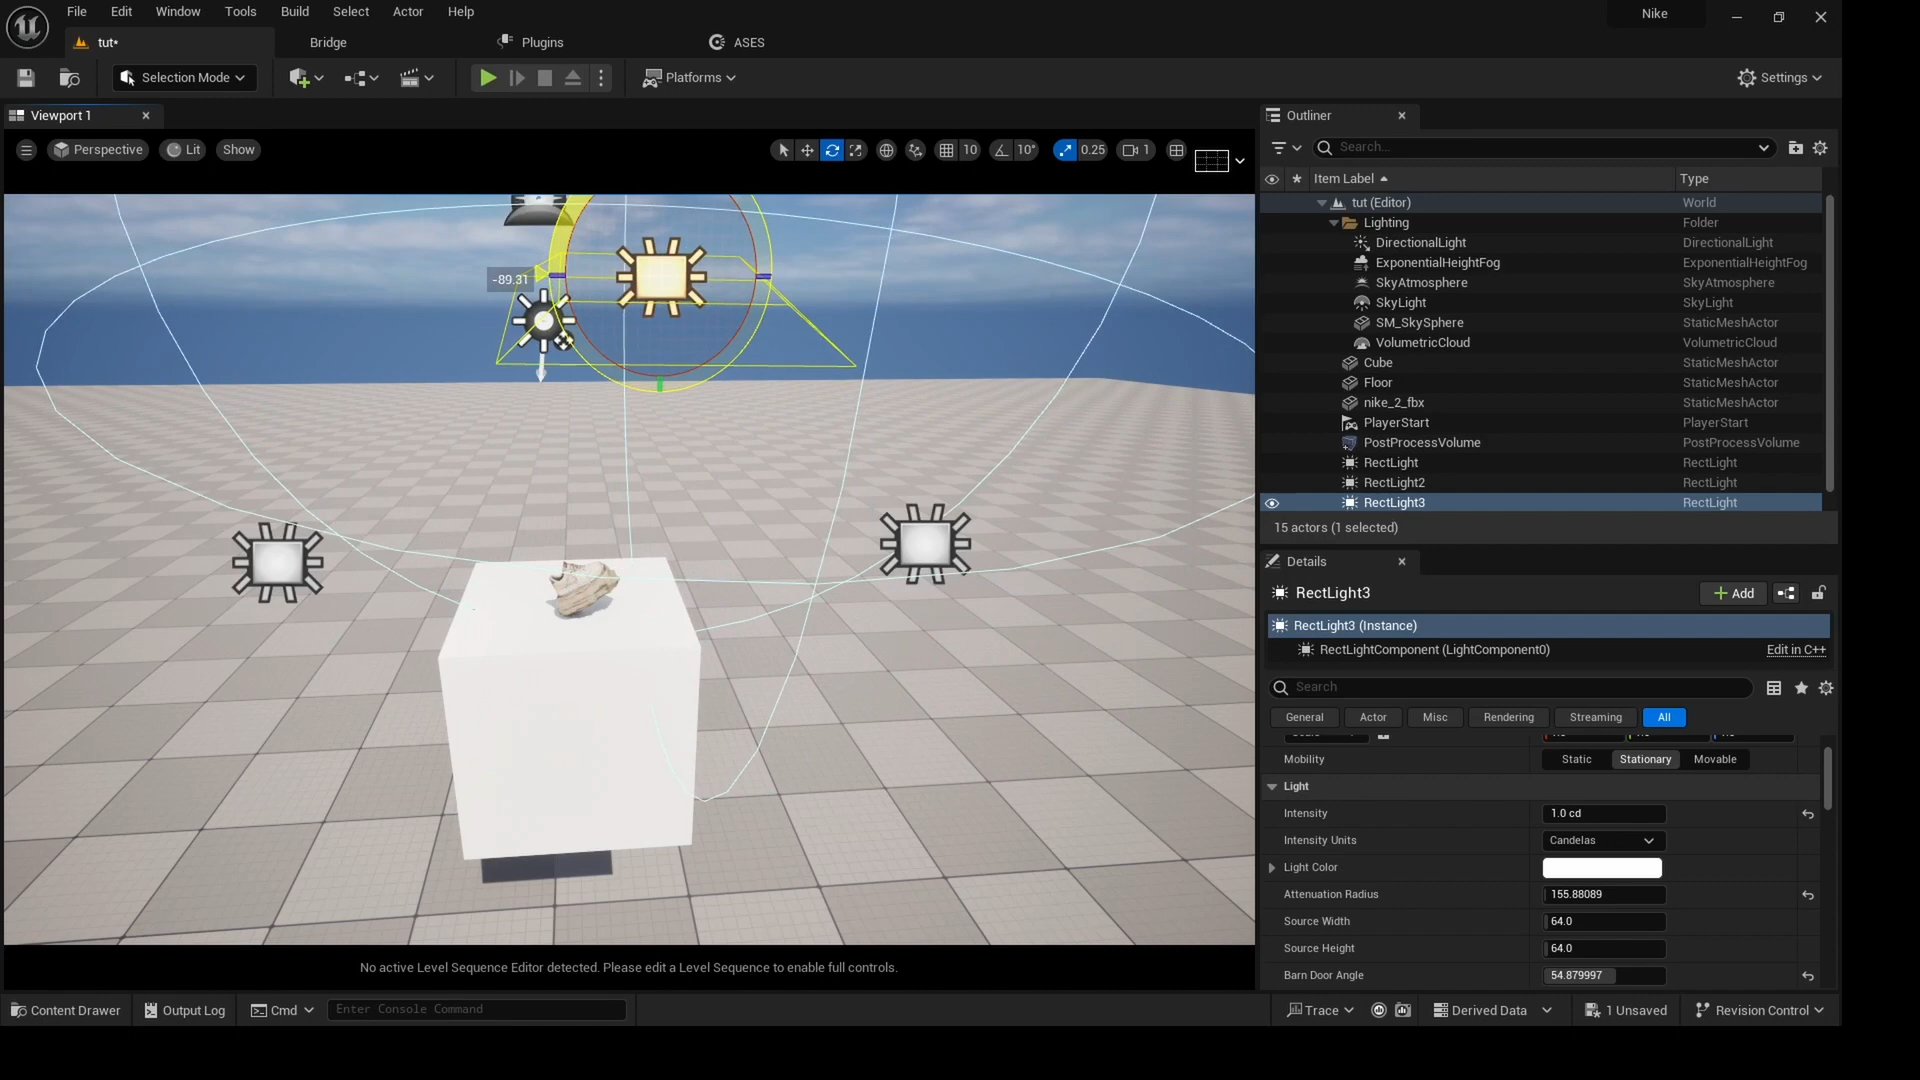 File Edit Window Tools Build Select Actor Help
Nike
tut*
Bridge
Plugins
ASES
Selection Mode
Platforms
Settings
Viewport 1
Perspective
Lit
Show
10
10°
0.25
1
-89.31
No active Level Sequence Editor detected. Please edit a Level Sequence to enable full controls.
Outliner
Search...
Item Label Type
tut (Editor) World
Lighting Folder
DirectionalLight DirectionalLight
ExponentialHeightFog ExponentialHeightFog
SkyAtmosphere SkyAtmosphere
SkyLight SkyLight
SM_SkySphere StaticMeshActor
VolumetricCloud VolumetricCloud
Cube StaticMeshActor
Floor StaticMeshActor
nike_2_fbx StaticMeshActor
PlayerStart PlayerStart
PostProcessVolume PostProcessVolume
RectLight RectLight
RectLight2 RectLight
RectLight3 RectLight
15 actors (1 selected)
Details
RectLight3
Add
RectLight3 (Instance)
RectLightComponent (LightComponent0) Edit in C++
Search
General Actor Misc Rendering Streaming All
Mobility Static Stationary Movable
Light
Intensity 1.0 cd
Intensity Units Candelas
Light Color
Attenuation Radius 155.88089
Source Width 64.0
Source Height 64.0
Barn Door Angle 54.879997
Content Drawer Output Log Cmd Enter Console Command Trace Derived Data 1 Unsaved Revision Control